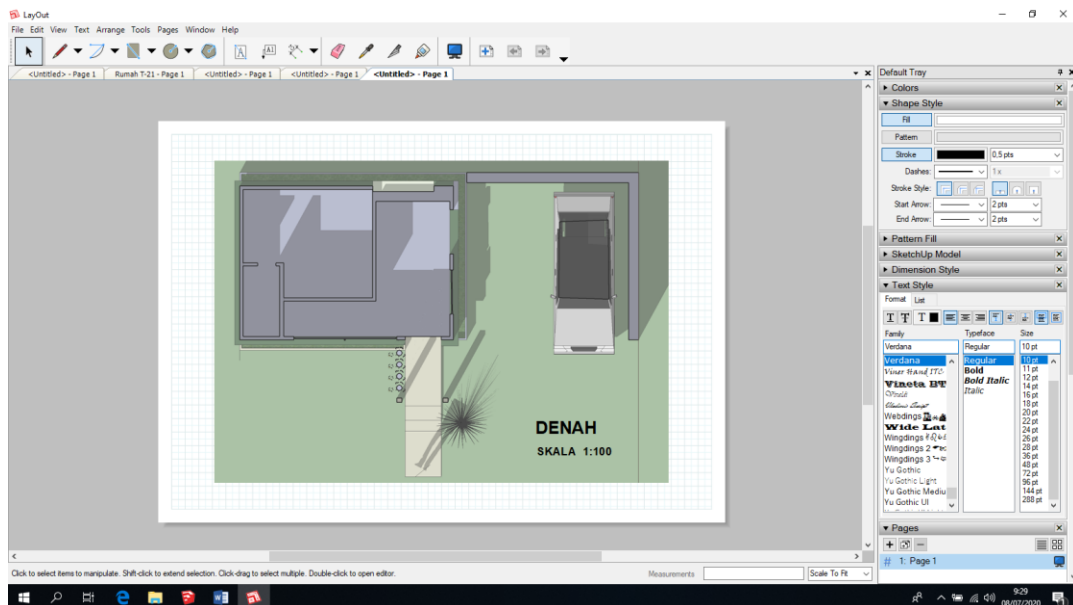 LayOut
File Edit View Text Arrange Tools Pages Window Help
<Untitled> - Page 1 Rumah T-21 - Page 1 <Untitled> - Page 1 <Untitled> - Page 1 <Untitled> - Page 1
Default Tray
Colors
Shape Style
Fill
Pattern
Stroke 0,5 pts
Dashes: 1x
Stroke Style:
Start Arrow: 2 pts
End Arrow: 2 pts
Pattern Fill
SketchUp Model
Dimension Style
Text Style
Format List
Family Typeface Size
Verdana Regular 10 pt
Verdana Regular 10 pt
Viner Hand ITC Bold 11 pt
Vineta BT Bold Italic 12 pt
Vivaldi Italic 14 pt
16 pt
Vladimir Script 18 pt
Webdings 20 pt
Wide Lat 22 pt
Wingdings 24 pt
Wingdings 2 26 pt
Wingdings 3 28 pt
Yu Gothic 36 pt
Yu Gothic Light 48 pt
Yu Gothic Mediu 72 pt
Yu Gothic UI 96 pt
144 pt
288 pt
DENAH
SKALA 1:100
Pages
# 1: Page 1
Click to select items to manipulate. Shift-click to extend selection. Click-drag to select multiple. Double-click to open editor. Measurements Scale To Fit
9:29
08/07/2020